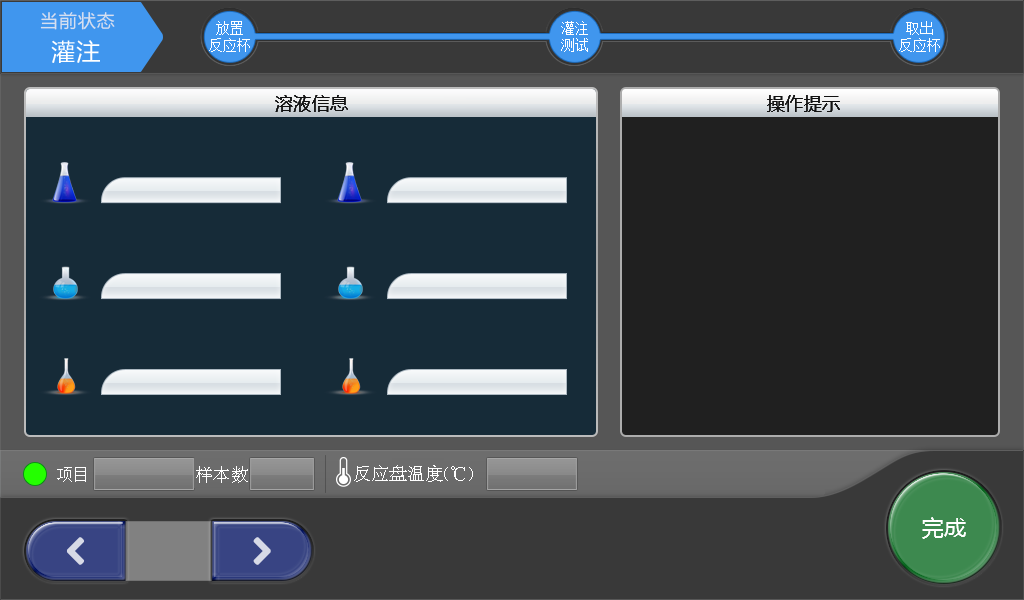 当前状态
灌注
放置
反应杯
灌注
测试
取出
反应杯
溶液信息
操作提示
项目
样本数
反应盘温度(℃)
完成